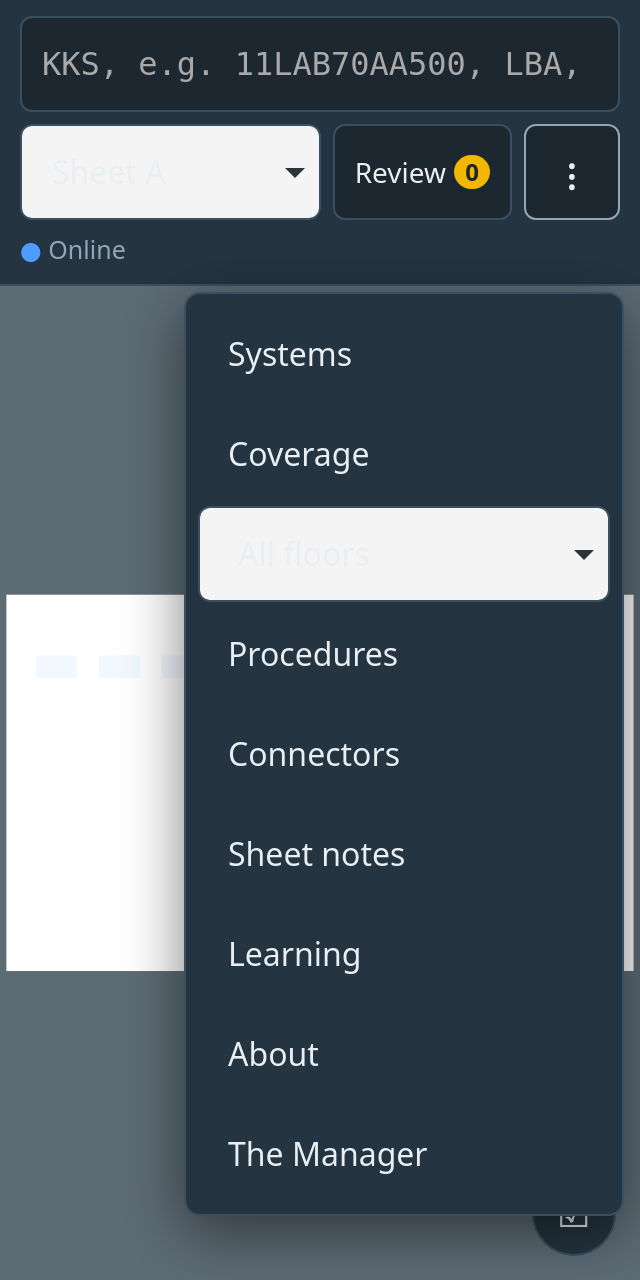 KKS, e.g. 11LAB70AA500, LBA,
Sheet A
Review 0
Online
Systems
Coverage
All floors
Procedures
Connectors
Sheet notes
Learning
About
The Manager